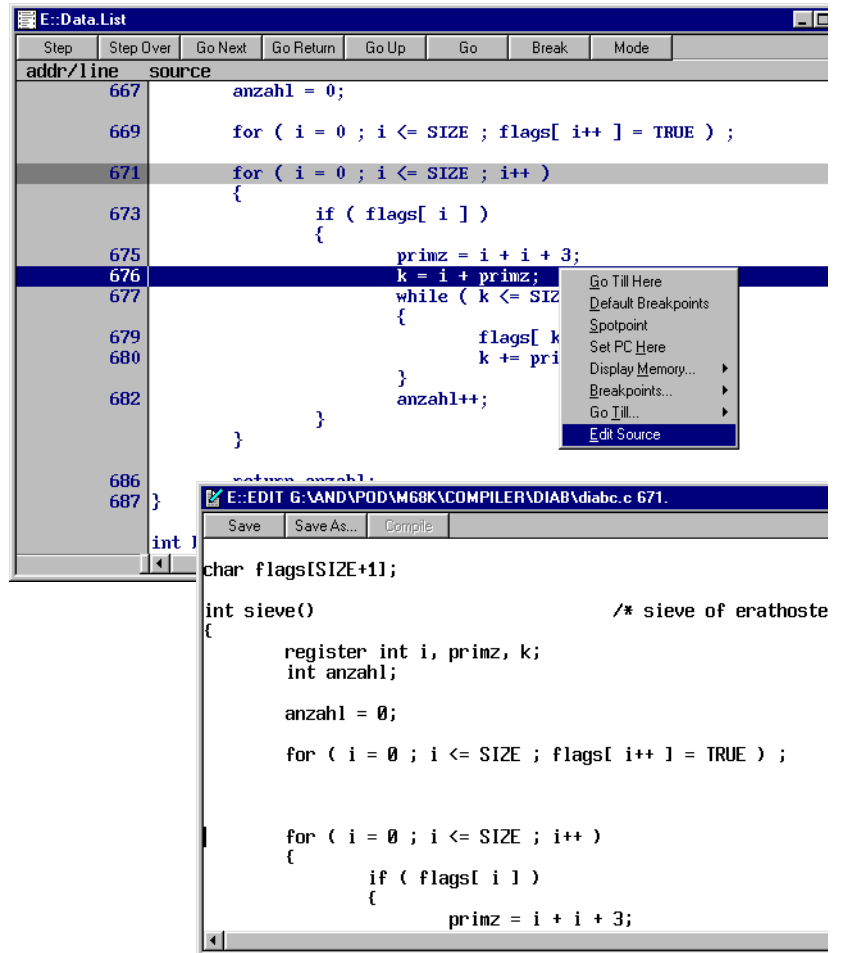 E::Data.List
Step Step Over Go Next Go Return Go Up Go Break Mode
addr/line source
667 anzahl = 0;
669 for ( i = 0 ; i <= SIZE ; flags[ i++ ] = TRUE ) ;
671 for ( i = 0 ; i <= SIZE ; i++ )
{
673 if ( flags[ i ] )
{
675 primz = i + i + 3;
676 k = i + primz;
677 while ( k <= SIZ
{
679 flags[ k
680 k += pri
}
682 anzahl++;
}
}
686 return anzahl;
687 }
int
Go Till Here
Default Breakpoints
Spotpoint
Set PC Here
Display Memory...
Breakpoints...
Go Till...
Edit Source
E::EDIT G:\AND\POD\M68K\COMPILER\DIAB\diabc.c 671.
Save Save As... Compile
char flags[SIZE+1];
int sieve() /* sieve of erathoste
{
register int i, primz, k;
int anzahl;
anzahl = 0;
for ( i = 0 ; i <= SIZE ; flags[ i++ ] = TRUE ) ;
for ( i = 0 ; i <= SIZE ; i++ )
{
if ( flags[ i ] )
{
primz = i + i + 3;